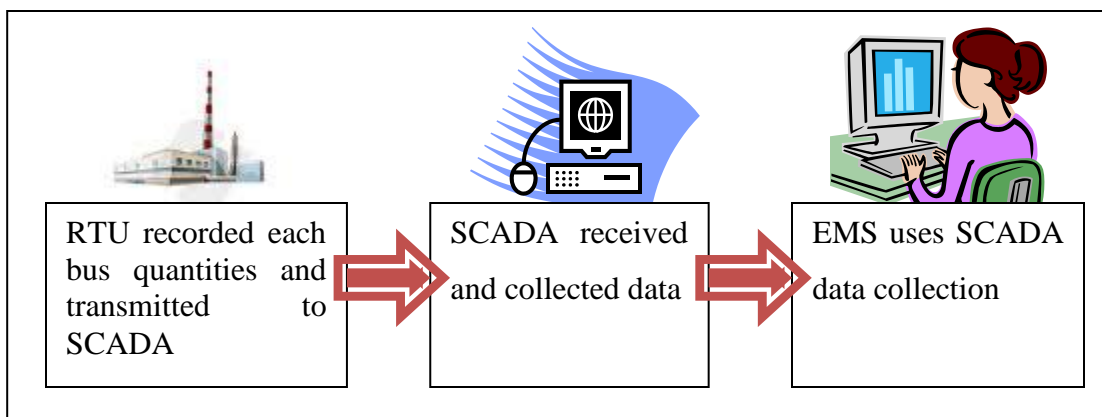 RTU recorded each
bus quantities and
transmitted to
SCADA
SCADA received
and collected data
EMS uses SCADA
data collection